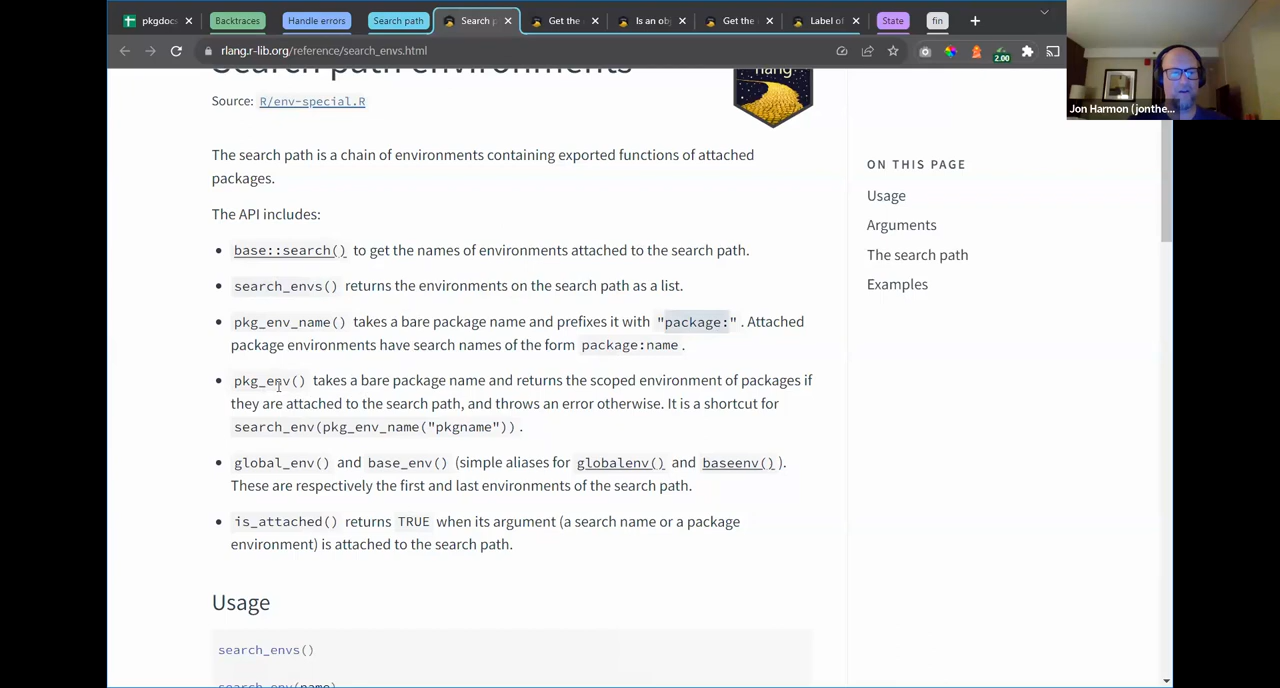 pkgdocs
Backtraces
Handle errors
Search path
Search p
Get the
Is an obj
Get the
Label of
State
fin
rlang.r-lib.org/reference/search_envs.html
2.00
Jon Harmon (jonthe...
Search path environments
rlang
Source: R/env-special.R
The search path is a chain of environments containing exported functions of attached
packages.
The API includes:
base::search() to get the names of environments attached to the search path.
search_envs() returns the environments on the search path as a list.
pkg_env_name() takes a bare package name and prefixes it with "package:" . Attached
package environments have search names of the form package:name .
pkg_env() takes a bare package name and returns the scoped environment of packages if
they are attached to the search path, and throws an error otherwise. It is a shortcut for
search_env(pkg_env_name("pkgname")) .
global_env() and base_env() (simple aliases for globalenv() and baseenv() ).
These are respectively the first and last environments of the search path.
is_attached() returns TRUE when its argument (a search name or a package
environment) is attached to the search path.
Usage
search_envs()
search_env(name)
ON THIS PAGE
Usage
Arguments
The search path
Examples